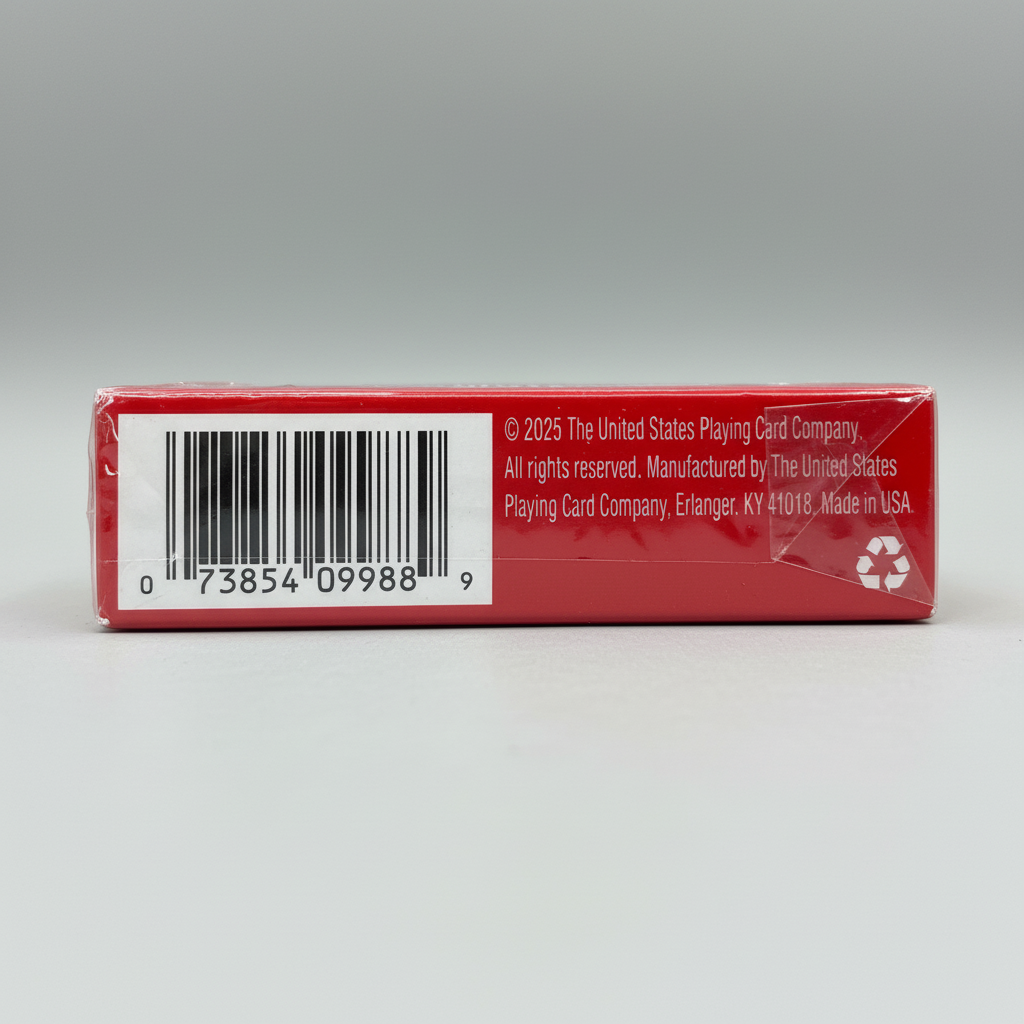 © 2025 The United States Playing Card Company,
All rights reserved. Manufactured by The United States
Playing Card Company, Erlanger. KY 41018, Made in USA.
0 73854 09988 9